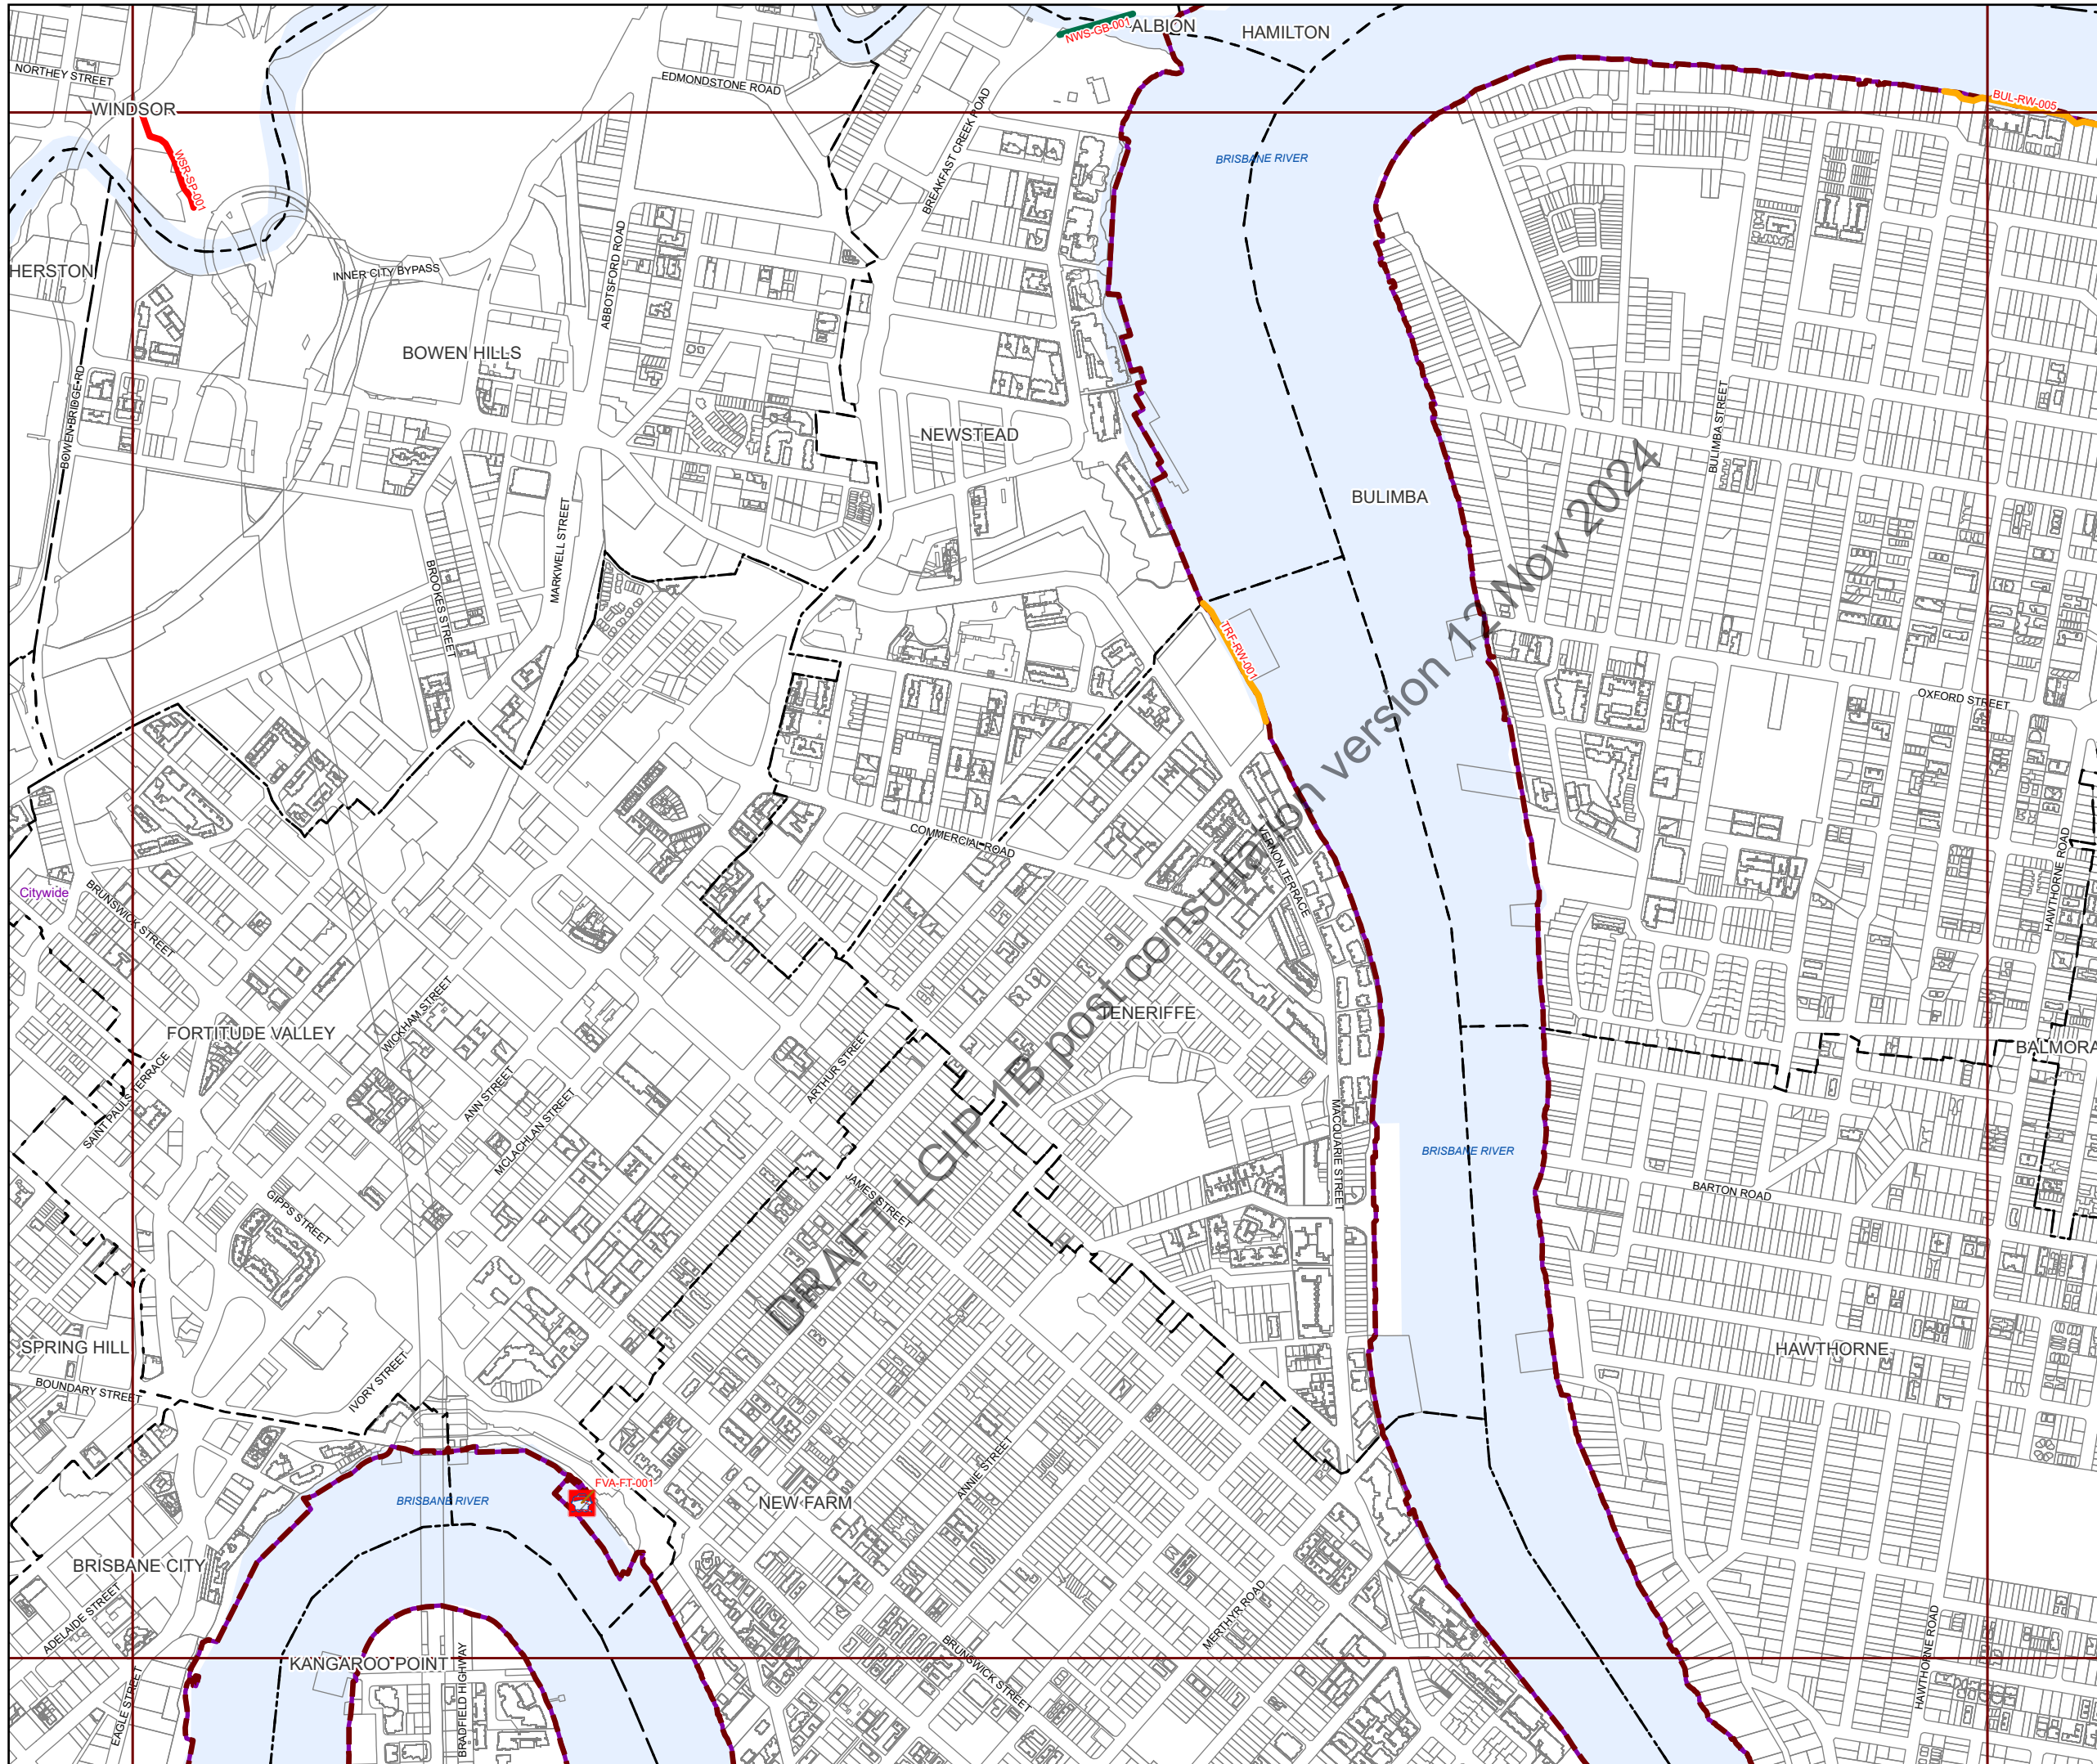 ALBION
HAMILTON
NWS-GB-001
NORTHEY STREET
EDMONDSTONE ROAD
WINDSOR
BUL-RW-005
BREAKFAST CREEK ROAD
BRISBANE RIVER
WSR-SP-001
HERSTON
INNER CITY BYPASS
ABBOTSFORD ROAD
BOWEN HILLS
BOWEN BRIDGE RD
NEWSTEAD
BULIMBA STREET
BULIMBA
MARKWELL STREET
BROOKES STREET
TRF-RW-001
OXFORD STREET
COMMERCIAL ROAD
VERNON TERRACE
HAWTHORNE ROAD
Citywide
BRUNSWICK STREET
DRAFT LGIP 1B post consultation version 12 Nov 2024
WICKHAM STREET
FORTITUDE VALLEY
TENERIFFE
BALMORA
ARTHUR STREET
SAINT PAULS TERRACE
ANN STREET
MCLACHLAN STREET
MACQUARIE STREET
BRISBANE RIVER
JAMES STREET
BARTON ROAD
GIPPS STREET
SPRING HILL
HAWTHORNE
BOUNDARY STREET
IVORY STREET
ANNIE STREET
FVA-FT-001
BRISBANE RIVER
NEW FARM
BRISBANE CITY
ADELAIDE STREET
MERTHYR ROAD
HAWTHORNE ROAD
KANGAROO POINT
BRUNSWICK STREET
EAGLE STREET
BRADFIELD HIGHWAY